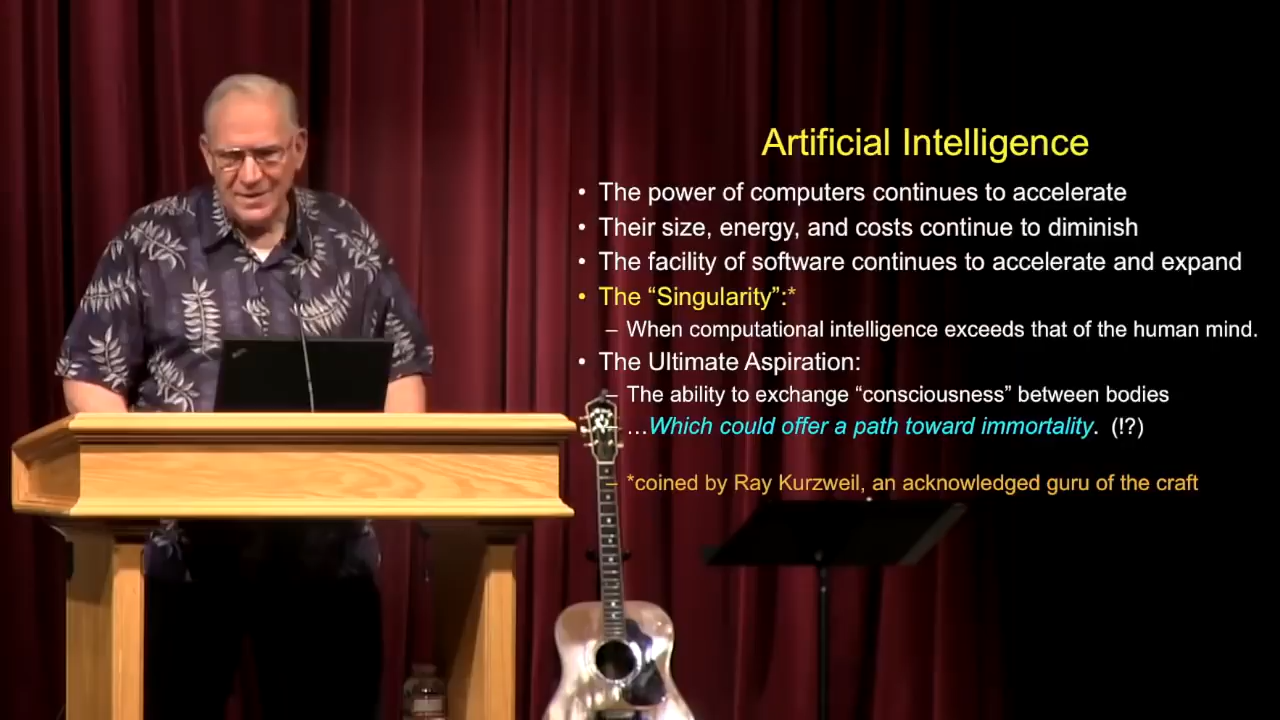 Artificial Intelligence
• The power of computers continues to accelerate
• Their size, energy, and costs continue to diminish
• The facility of software continues to accelerate and expand
• The “Singularity”:*
– When computational intelligence exceeds that of the human mind.
• The Ultimate Aspiration:
– The ability to exchange “consciousness” between bodies
– …Which could offer a path toward immortality. (!?)
– *coined by Ray Kurzweil, an acknowledged guru of the craft